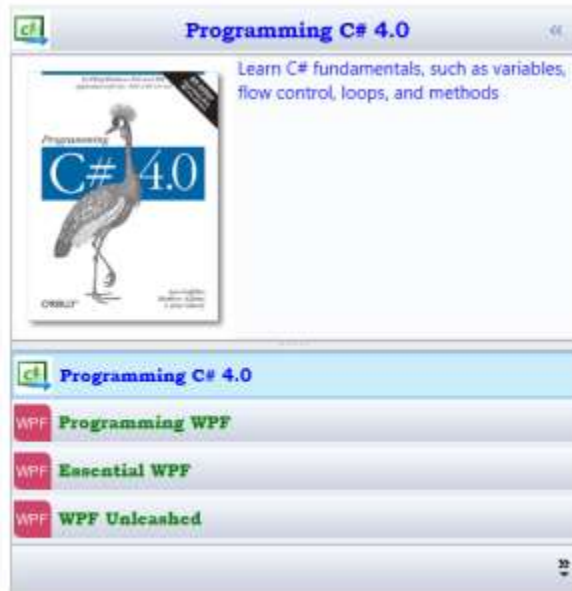 C#
Programming C# 4.0
Learn C# fundamentals, such as variables,
flow control, loops, and methods
Programming
C# 4.0
O'REILLY
C#
Programming C# 4.0
WPF
Programming WPF
WPF
Essential WPF
WPF
WPF Unleashed